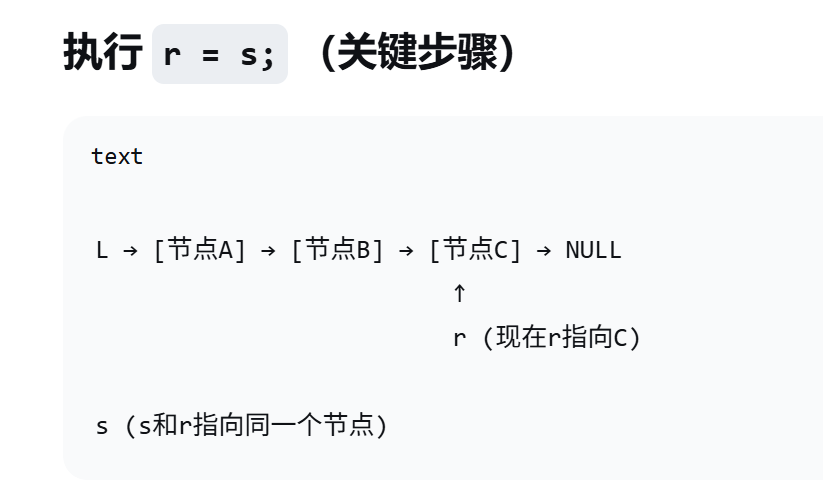 执行 r = s; （关键步骤）
text
L → [节点A] → [节点B] → [节点C] → NULL
↑
r (现在r指向C)
s (s和r指向同一个节点)